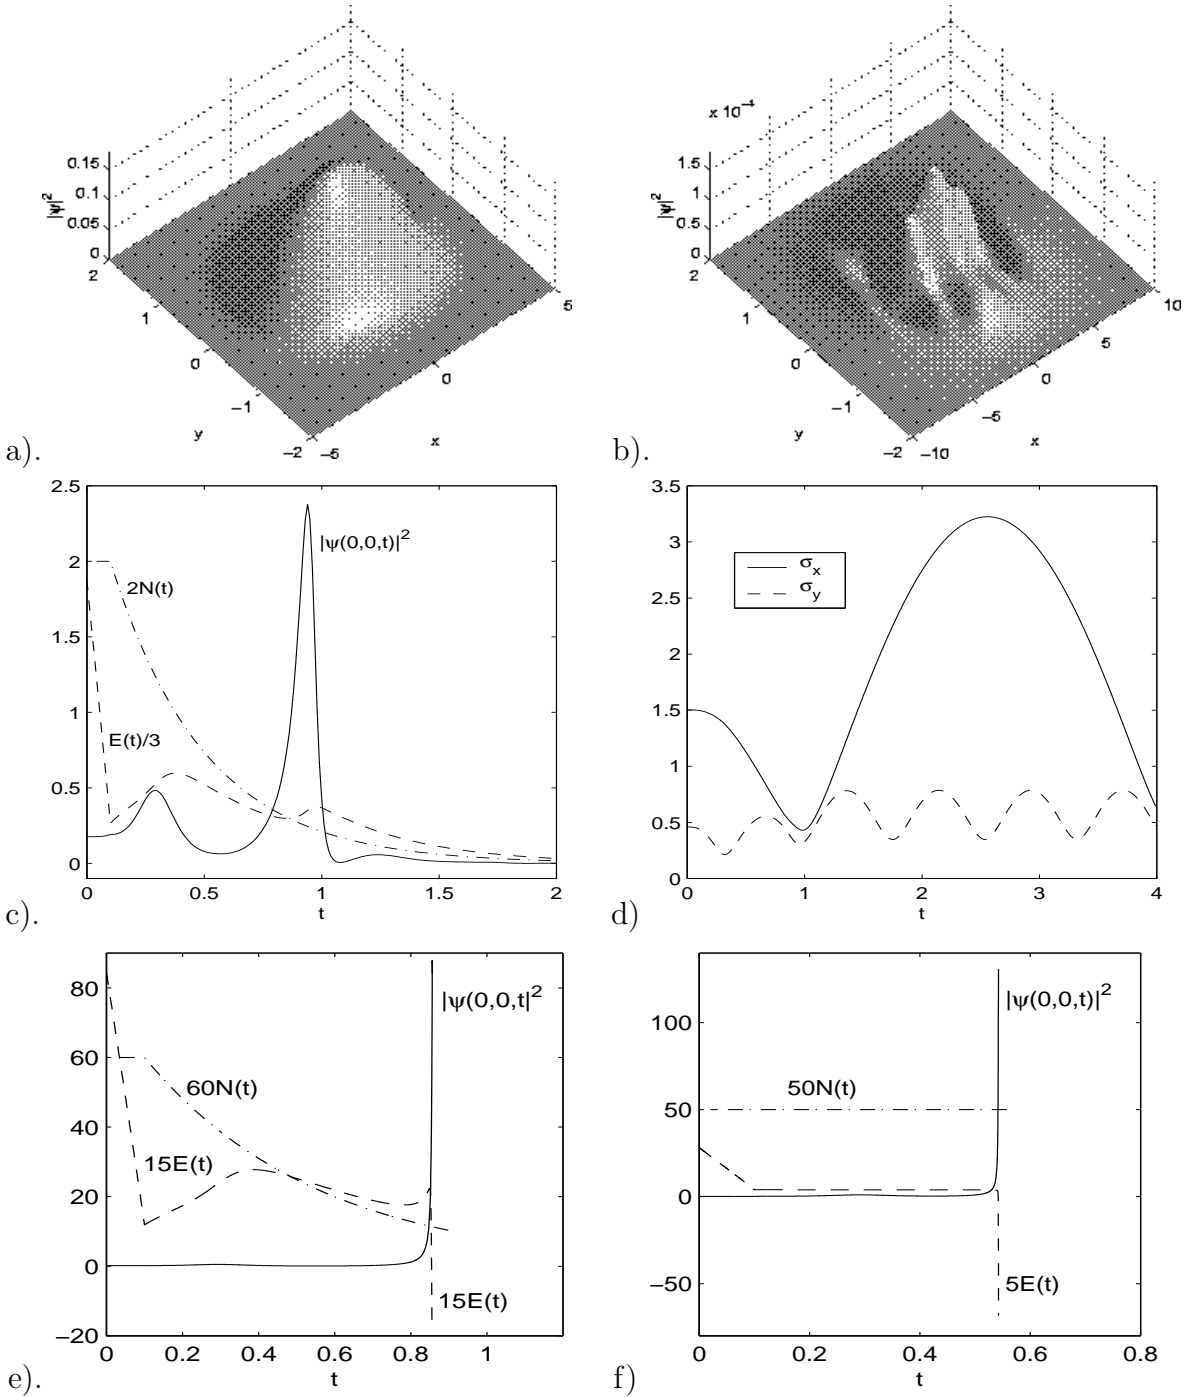 0.15
0.1
0.05
0
|ψ|²
2
1
0
−1
−2
y
−5
0
5
x
a).
x 10⁻⁴
1.5
1
0.5
0
|ψ|²
2
1
0
−1
−2
y
−10
−5
0
5
10
x
b).
2.5
2
1.5
1
0.5
0
2N(t)
E(t)/3
|ψ(0,0,t)|²
0
0.5
1
1.5
2
t
c).
3.5
3
2.5
2
1.5
1
0.5
0
σx
σy
0
1
2
3
4
t
d)
80
60
40
20
0
−20
|ψ(0,0,t|²
60N(t)
15E(t)
15E(t)
0
0.2
0.4
0.6
0.8
1
t
e).
100
50
0
−50
|ψ(0,0,t)|²
50N(t)
5E(t)
0
0.2
0.4
0.6
0.8
t
f)